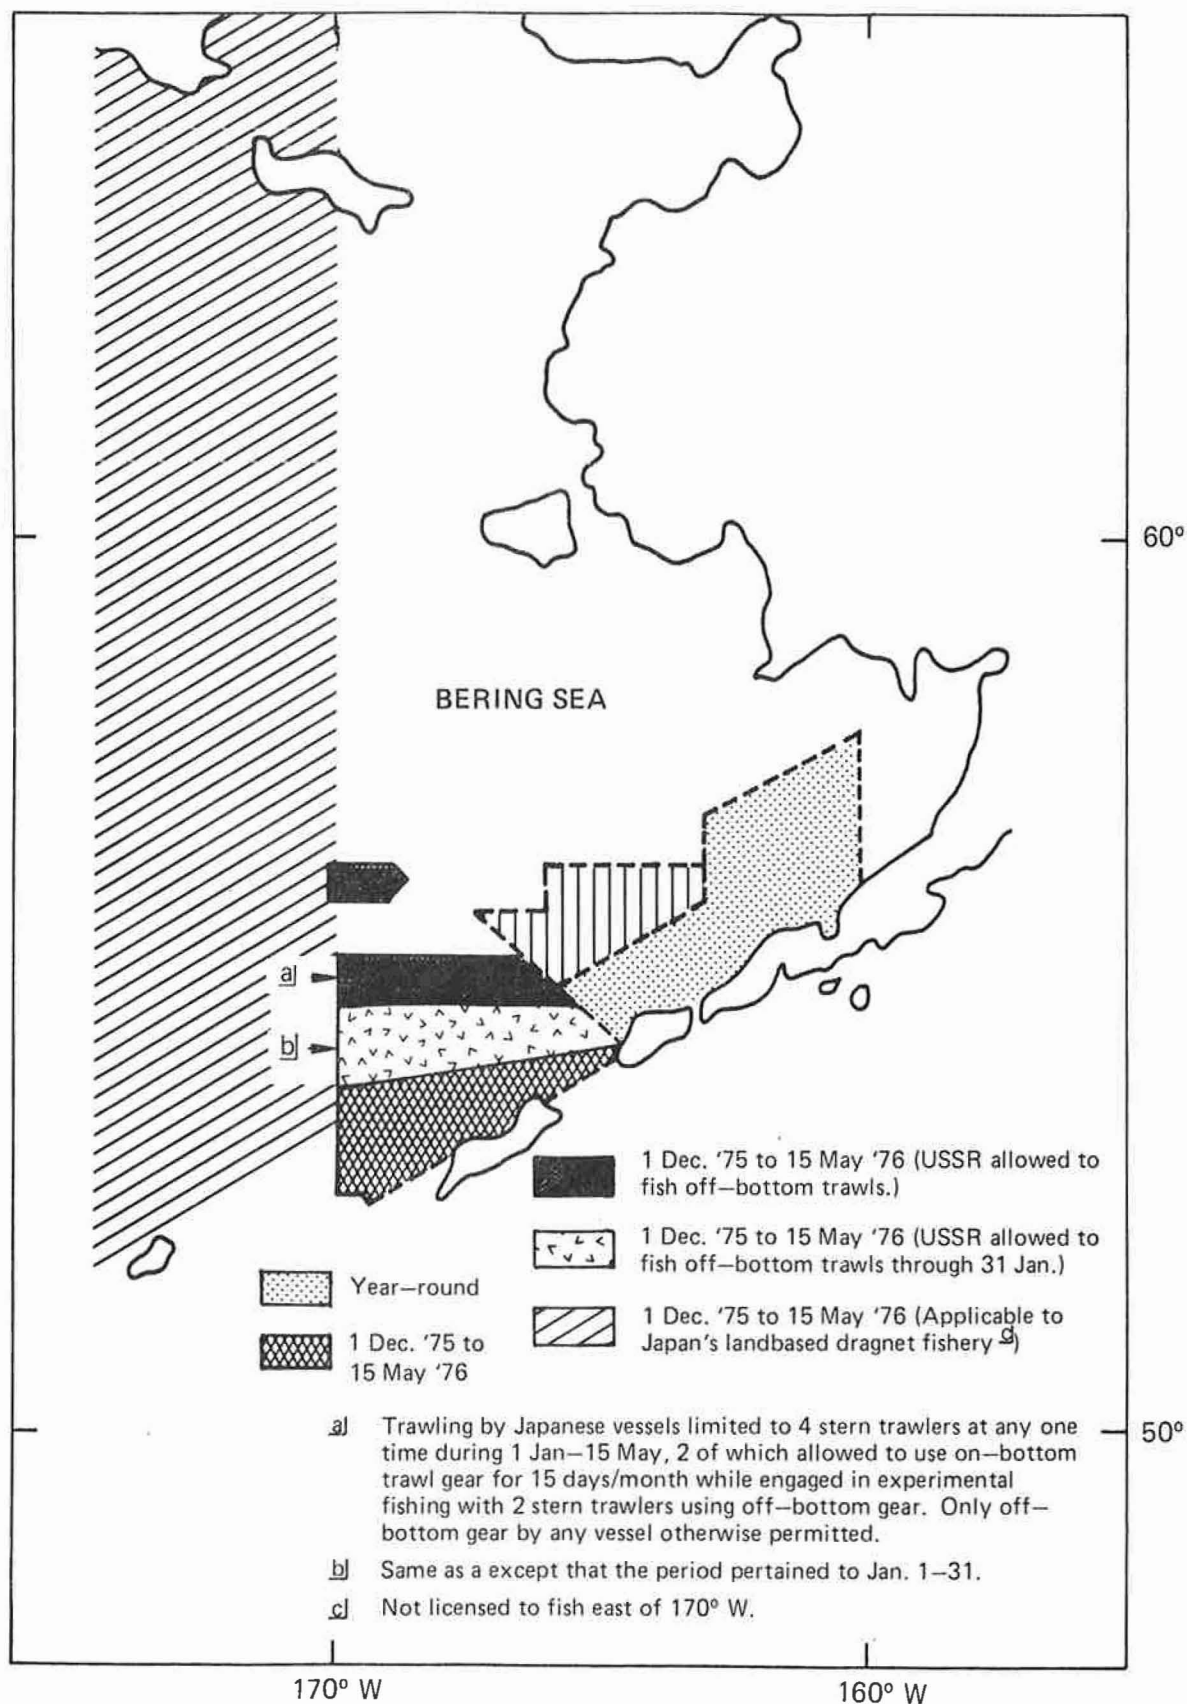 60°
BERING SEA
a
b
1 Dec. '75 to 15 May '76 (USSR allowed to
fish off—bottom trawls.)
1 Dec. '75 to 15 May '76 (USSR allowed to
fish off—bottom trawls through 31 Jan.)
Year—round
1 Dec. '75 to 15 May '76 (Applicable to
Japan's landbased dragnet fishery d)
1 Dec. '75 to
15 May '76
50°
a Trawling by Japanese vessels limited to 4 stern trawlers at any one
time during 1 Jan—15 May, 2 of which allowed to use on—bottom
trawl gear for 15 days/month while engaged in experimental
fishing with 2 stern trawlers using off—bottom gear. Only off—
bottom gear by any vessel otherwise permitted.
b Same as a except that the period pertained to Jan. 1—31.
c Not licensed to fish east of 170° W.
170° W
160° W